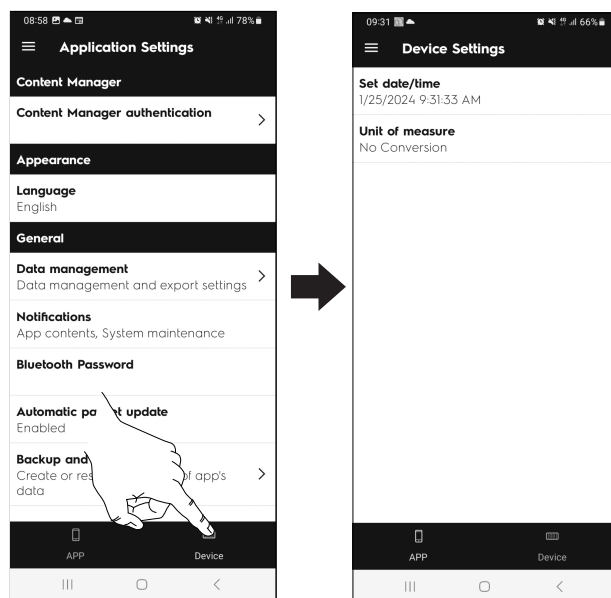 08:58
78%
Application Settings
Content Manager
Content Manager authentication
Appearance
Language
English
General
Data management
Data management and export settings
Notifications
App contents, System maintenance
Bluetooth Password
Automatic pa et update
Enabled
Backup and
Create or res of app's
data
APP
Device
09:31
66%
Device Settings
Set date/time
1/25/2024 9:31:33 AM
Unit of measure
No Conversion
APP
Device